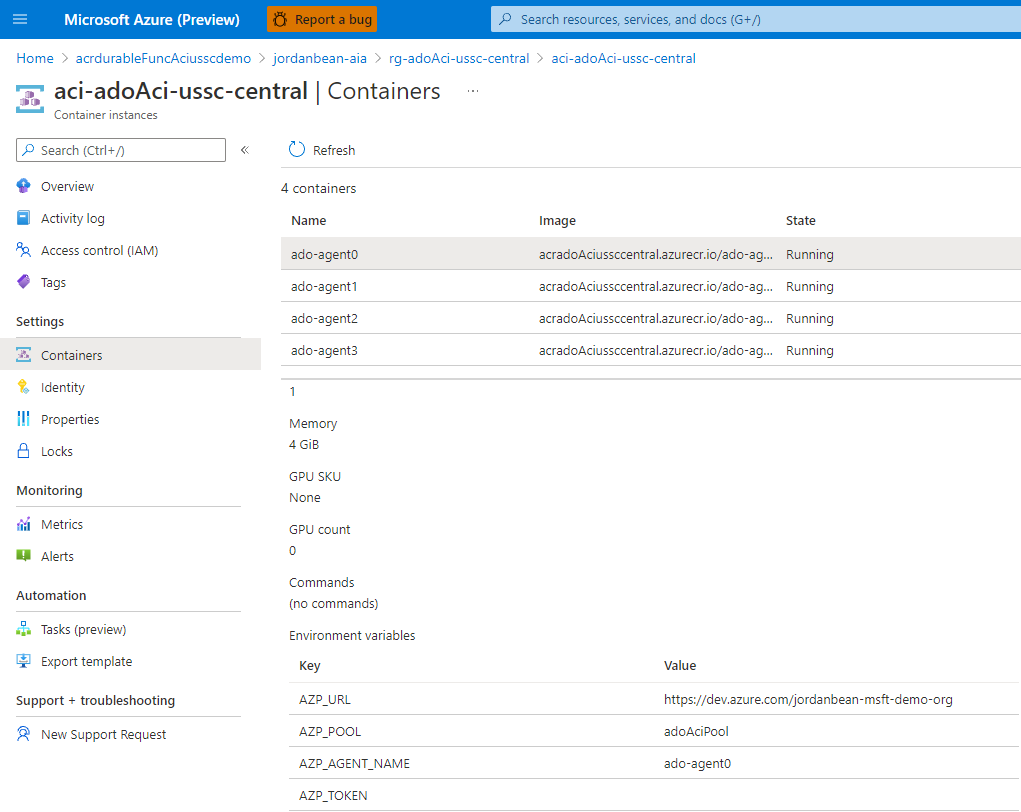 Microsoft Azure (Preview)
Report a bug
Search resources, services, and docs (G+/)
Home > acrdurableFuncAciusscdemo > jordanbean-aia > rg-adoAci-ussc-central > aci-adoAci-ussc-central
aci-adoAci-ussc-central | Containers ...
Container instances
Search (Ctrl+/)
«
Overview
Activity log
Access control (IAM)
Tags
Settings
Containers
Identity
Properties
Locks
Monitoring
Metrics
Alerts
Automation
Tasks (preview)
Export template
Support + troubleshooting
New Support Request
Refresh
4 containers
Name Image State
ado-agent0 acradoAciussccentral.azurecr.io/ado-ag... Running
ado-agent1 acradoAciussccentral.azurecr.io/ado-ag... Running
ado-agent2 acradoAciussccentral.azurecr.io/ado-ag... Running
ado-agent3 acradoAciussccentral.azurecr.io/ado-ag... Running
1
Memory
4 GiB
GPU SKU
None
GPU count
0
Commands
(no commands)
Environment variables
Key Value
AZP_URL https://dev.azure.com/jordanbean-msft-demo-org
AZP_POOL adoAciPool
AZP_AGENT_NAME ado-agent0
AZP_TOKEN